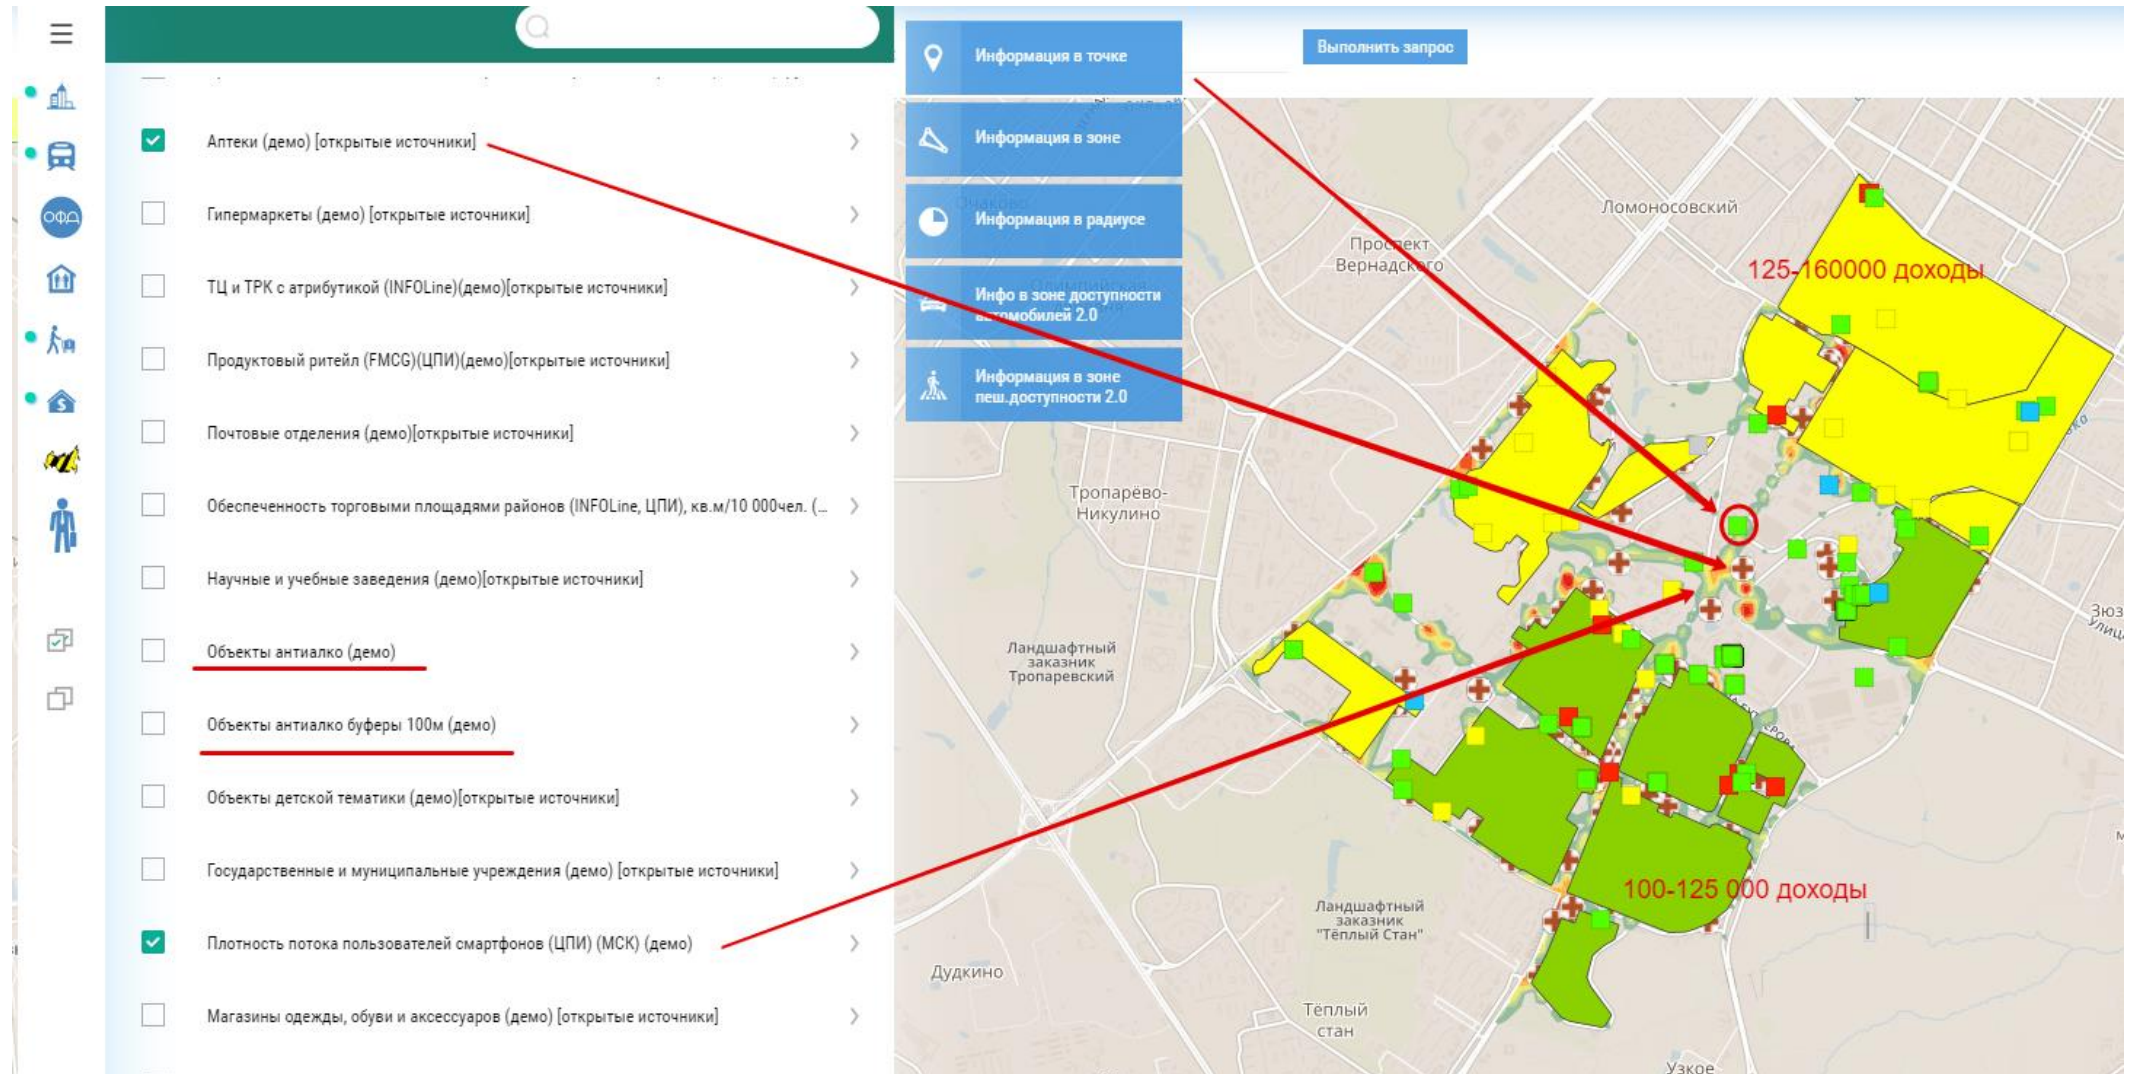 Выполнить запрос
Информация в точке
Информация в зоне
Информация в радиусе
Инфо в зоне доступности
автомобилей 2.0
Информация в зоне
пеш.доступности 2.0
ОФД
Аптеки (демо) [открытые источники]
Гипермаркеты (демо) [открытые источники]
ТЦ и ТРК с атрибутикой (INFOLine)(демо)[открытые источники]
Продуктовый ритейл (FMCG)(ЦПИ)(демо)[открытые источники]
Почтовые отделения (демо)[открытые источники]
Обеспеченность торговыми площадями районов (INFOLine, ЦПИ), кв.м/10 000чел. (...
Научные и учебные заведения (демо)[открытые источники]
Объекты антиалко (демо)
Объекты антиалко буферы 100м (демо)
Объекты детской тематики (демо)[открытые источники]
Государственные и муниципальные учреждения (демо) [открытые источники]
Плотность потока пользователей смартфонов (ЦПИ) (МСК) (демо)
Магазины одежды, обуви и аксессуаров (демо) [открытые источники]
Ломоносовский
Проспект
Вернадского
125-160000 доходы
Тропарёво-
Никулино
Зюз
Улиц
Ландшафтный
заказник
Тропаревский
100-125 000 доходы
Ландшафтный
заказник
"Тёплый Стан"
Дудкино
Тёплый
стан
Узкое